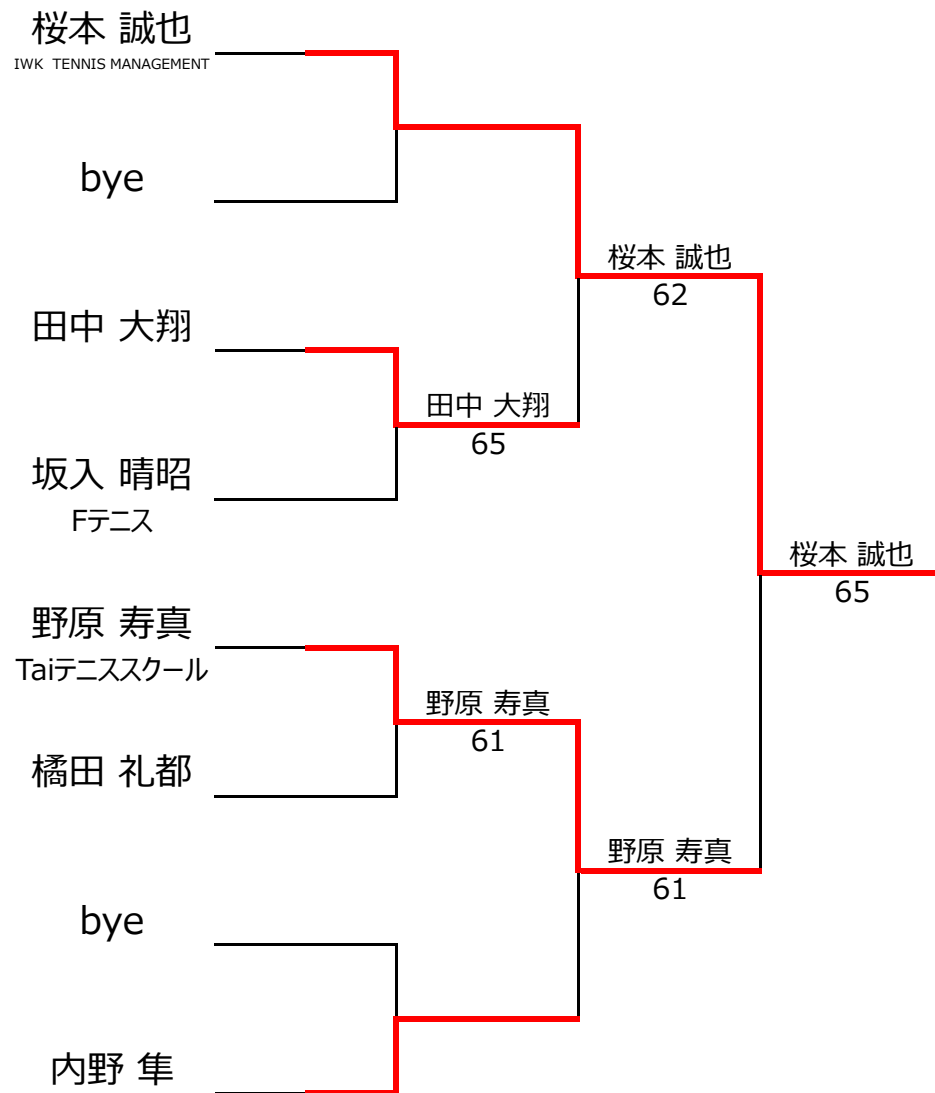 桜本 誠也
IWK TENNIS MANAGEMENT
bye
桜本 誠也
62
田中 大翔
田中 大翔
65
坂入 晴昭
Fテニス
桜本 誠也
65
野原 寿真
Taiテニススクール
野原 寿真
61
橘田 礼都
野原 寿真
61
bye
内野 隼